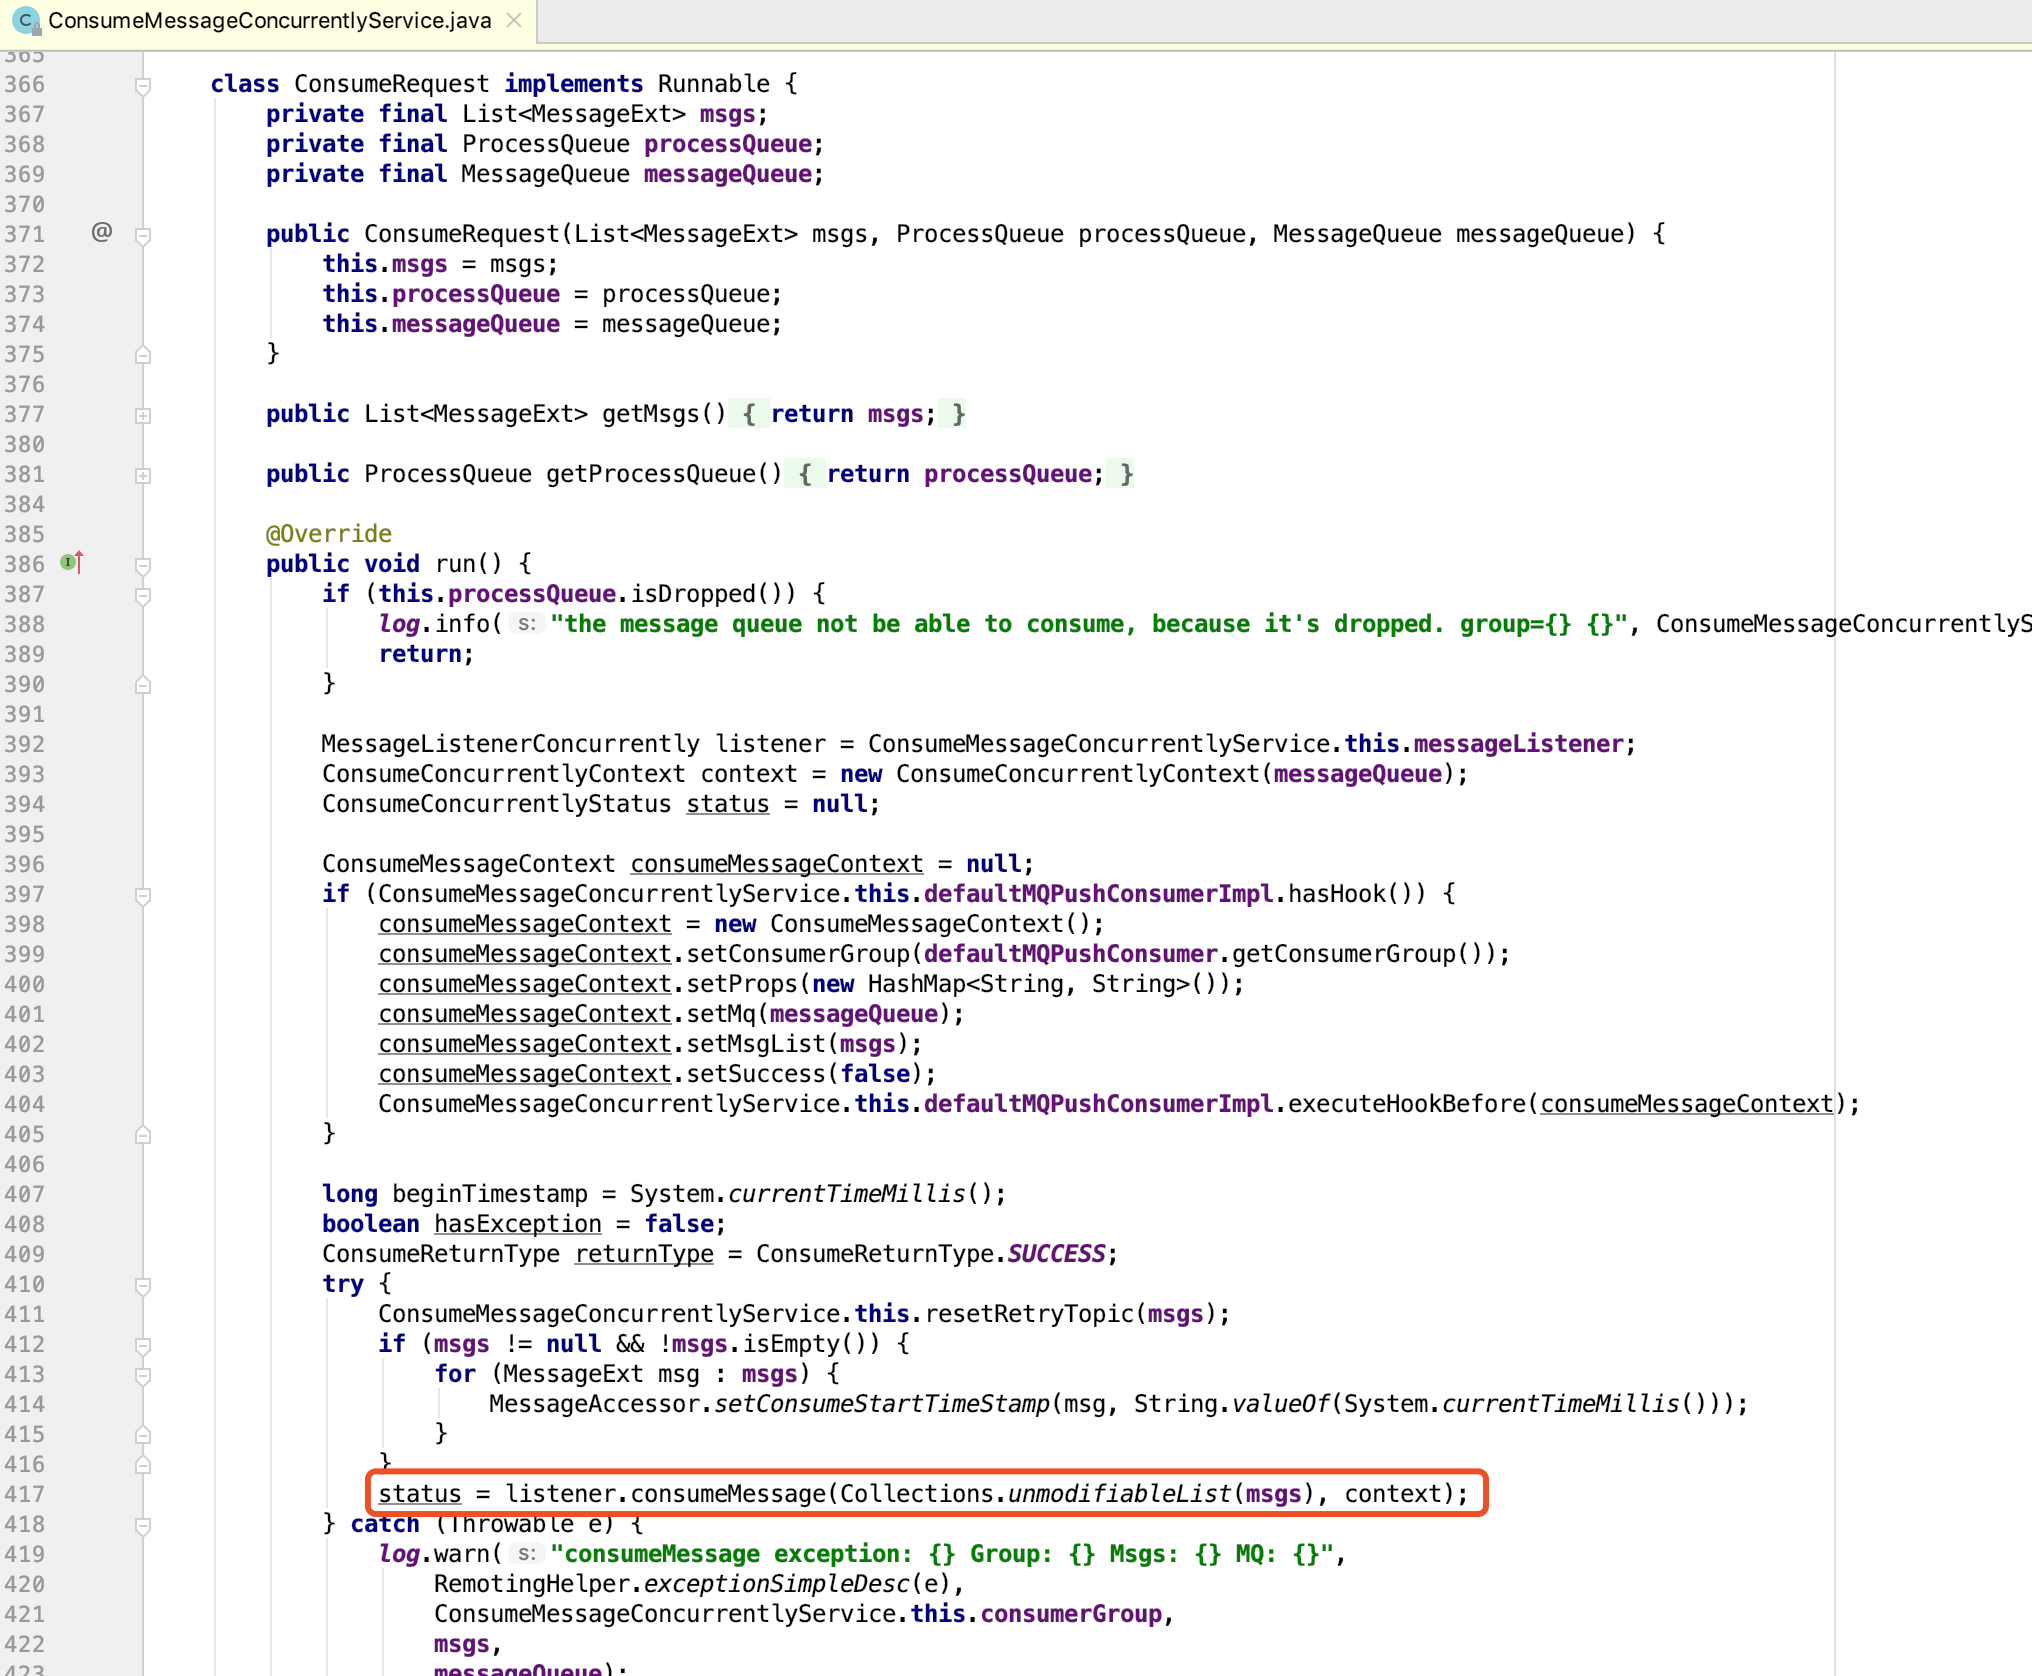 ConsumeMessageConcurrentlyService.java
365
366 class ConsumeRequest implements Runnable {
367 private final List<MessageExt> msgs;
368 private final ProcessQueue processQueue;
369 private final MessageQueue messageQueue;
370
371 @ public ConsumeRequest(List<MessageExt> msgs, ProcessQueue processQueue, MessageQueue messageQueue) {
372 this.msgs = msgs;
373 this.processQueue = processQueue;
374 this.messageQueue = messageQueue;
375 }
376
377 public List<MessageExt> getMsgs() { return msgs; }
380
381 public ProcessQueue getProcessQueue() { return processQueue; }
384
385 @Override
386 public void run() {
387 if (this.processQueue.isDropped()) {
388 log.info( s: "the message queue not be able to consume, because it's dropped. group={} {}", ConsumeMessageConcurrentlyS
389 return;
390 }
391
392 MessageListenerConcurrently listener = ConsumeMessageConcurrentlyService.this.messageListener;
393 ConsumeConcurrentlyContext context = new ConsumeConcurrentlyContext(messageQueue);
394 ConsumeConcurrentlyStatus status = null;
395
396 ConsumeMessageContext consumeMessageContext = null;
397 if (ConsumeMessageConcurrentlyService.this.defaultMQPushConsumerImpl.hasHook()) {
398 consumeMessageContext = new ConsumeMessageContext();
399 consumeMessageContext.setConsumerGroup(defaultMQPushConsumer.getConsumerGroup());
400 consumeMessageContext.setProps(new HashMap<String, String>());
401 consumeMessageContext.setMq(messageQueue);
402 consumeMessageContext.setMsgList(msgs);
403 consumeMessageContext.setSuccess(false);
404 ConsumeMessageConcurrentlyService.this.defaultMQPushConsumerImpl.executeHookBefore(consumeMessageContext);
405 }
406
407 long beginTimestamp = System.currentTimeMillis();
408 boolean hasException = false;
409 ConsumeReturnType returnType = ConsumeReturnType.SUCCESS;
410 try {
411 ConsumeMessageConcurrentlyService.this.resetRetryTopic(msgs);
412 if (msgs != null && !msgs.isEmpty()) {
413 for (MessageExt msg : msgs) {
414 MessageAccessor.setConsumeStartTimeStamp(msg, String.valueOf(System.currentTimeMillis()));
415 }
416 }
417 status = listener.consumeMessage(Collections.unmodifiableList(msgs), context);
418 } catch (Throwable e) {
419 log.warn( s: "consumeMessage exception: {} Group: {} Msgs: {} MQ: {}",
420 RemotingHelper.exceptionSimpleDesc(e),
421 ConsumeMessageConcurrentlyService.this.consumerGroup,
422 msgs,
423 messageQueue);